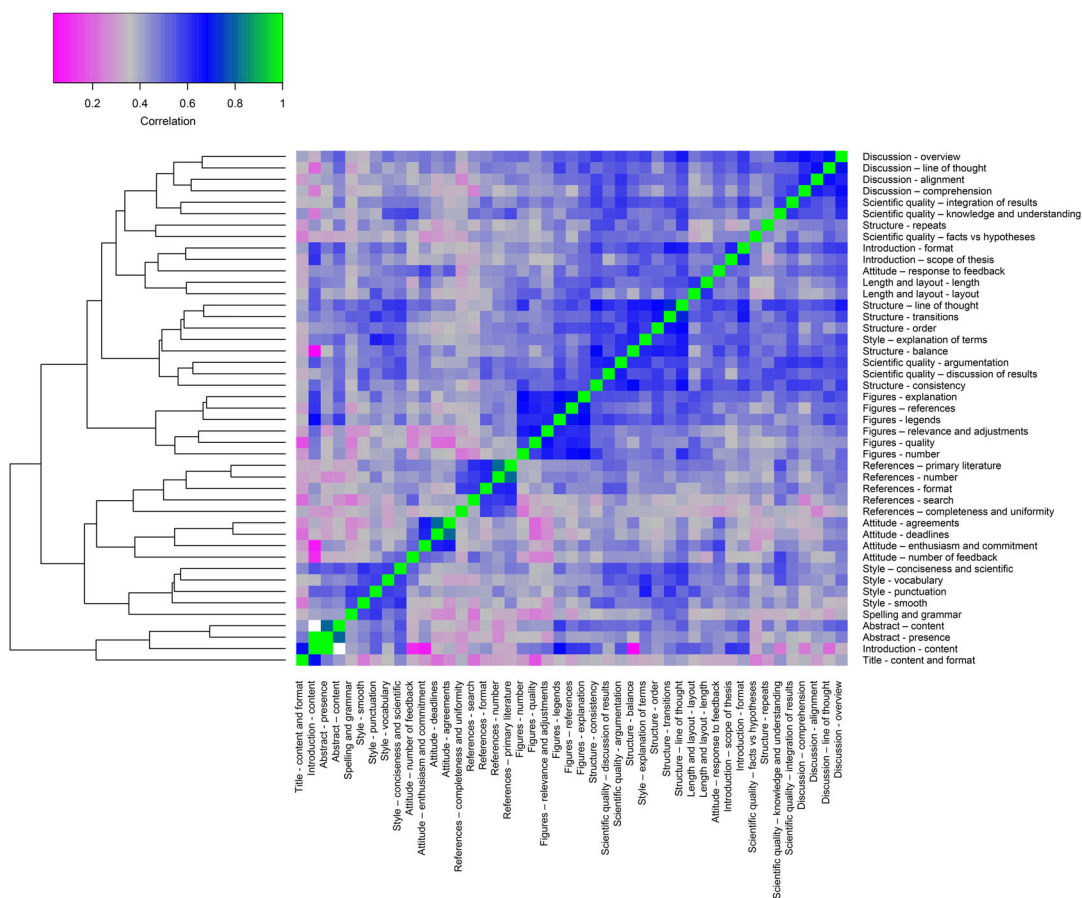 0.2 0.4 0.6 0.8 1
Correlation
Discussion - overview
Discussion – line of thought
Discussion - alignment
Discussion – comprehension
Scientific quality – integration of results
Scientific quality – knowledge and understanding
Structure - repeats
Scientific quality – facts vs hypotheses
Introduction - format
Introduction – scope of thesis
Attitude – response to feedback
Length and layout - length
Length and layout - layout
Structure – line of thought
Structure - transitions
Structure - order
Style – explanation of terms
Structure - balance
Scientific quality - argumentation
Scientific quality – discussion of results
Structure - consistency
Figures - explanation
Figures – references
Figures - legends
Figures – relevance and adjustments
Figures - quality
Figures - number
References – primary literature
References - number
References - format
References - search
References – completeness and uniformity
Attitude - agreements
Attitude - deadlines
Attitude – enthusiasm and commitment
Attitude – number of feedback
Style – conciseness and scientific
Style - vocabulary
Style - punctuation
Style - smooth
Spelling and grammar
Abstract – content
Abstract - presence
Introduction - content
Title - content and format
Title - content and format
Introduction - content
Abstract - presence
Abstract – content
Spelling and grammar
Style - smooth
Style - punctuation
Style - vocabulary
Style – conciseness and scientific
Attitude – number of feedback
Attitude – enthusiasm and commitment
Attitude - deadlines
Attitude - agreements
References – completeness and uniformity
References - search
References - format
References - number
References – primary literature
Figures - number
Figures - quality
Figures – relevance and adjustments
Figures - legends
Figures – references
Figures - explanation
Structure - consistency
Scientific quality – discussion of results
Scientific quality - argumentation
Structure - balance
Style – explanation of terms
Structure - order
Structure - transitions
Structure – line of thought
Length and layout - layout
Length and layout - length
Attitude – response to feedback
Introduction – scope of thesis
Introduction - format
Scientific quality – facts vs hypotheses
Structure - repeats
Scientific quality – knowledge and understanding
Scientific quality – integration of results
Discussion – comprehension
Discussion - alignment
Discussion – line of thought
Discussion - overview